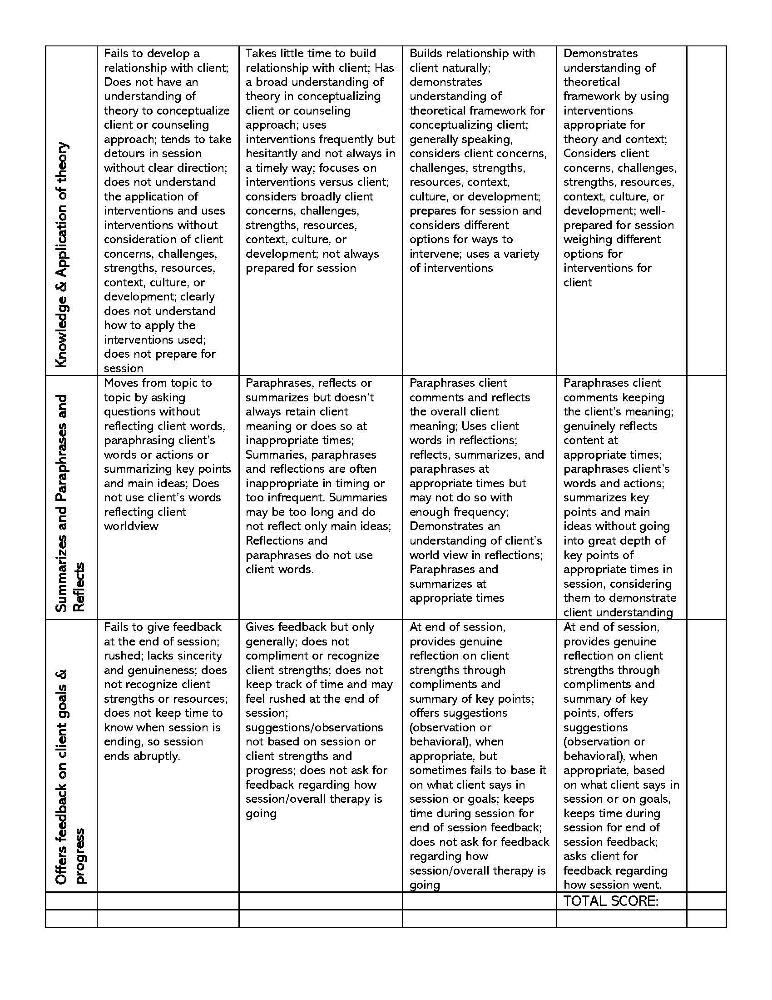 Knowledge & Application of theory
Fails to develop a
relationship with client;
Does not have an
understanding of
theory to conceptualize
client or counseling
approach; tends to take
detours in session
without clear direction;
does not understand
the application of
interventions and uses
interventions without
consideration of client
concerns, challenges,
strengths, resources,
context, culture, or
development; clearly
does not understand
how to apply the
interventions used;
does not prepare for
session
Takes little time to build
relationship with client; Has
a broad understanding of
theory in conceptualizing
client or counseling
approach; uses
interventions frequently but
hesitantly and not always in
a timely way; focuses on
interventions versus client;
considers broadly client
concerns, challenges,
strengths, resources,
context, culture, or
development; not always
prepared for session
Builds relationship with
client naturally;
demonstrates
understanding of
theoretical framework for
conceptualizing client;
generally speaking,
considers client concerns,
challenges, strengths,
resources, context,
culture, or development;
prepares for session and
considers different
options for ways to
intervene; uses a variety
of interventions
Demonstrates
understanding of
theoretical
framework by using
interventions
appropriate for
theory and context;
Considers client
concerns, challenges,
strengths, resources,
context, culture, or
development; well-
prepared for session
weighing different
options for
interventions for
client
Summarizes and Paraphrases and
Reflects
Moves from topic to
topic by asking
questions without
reflecting client words,
paraphrasing client's
words or actions or
summarizing key points
and main ideas; Does
not use client's words
reflecting client
worldview
Paraphrases, reflects or
summarizes but doesn't
always retain client
meaning or does so at
inappropriate times;
Summaries, paraphrases
and reflections are often
inappropriate in timing or
too infrequent. Summaries
may be too long and do
not reflect only main ideas;
Reflections and
paraphrases do not use
client words.
Paraphrases client
comments and reflects
the overall client
meaning; Uses client
words in reflections;
reflects, summarizes, and
paraphrases at
appropriate times but
may not do so with
enough frequency;
Demonstrates an
understanding of client's
world view in reflections;
Paraphrases and
summarizes at
appropriate times
Paraphrases client
comments keeping
the client's meaning;
genuinely reflects
content at
appropriate times;
paraphrases client's
words and actions;
summarizes key
points and main
ideas without going
into great depth of
key points of
appropriate times in
session, considering
them to demonstrate
client understanding
Offers feedback on client goals &
progress
Fails to give feedback
at the end of session;
rushed; lacks sincerity
and genuineness; does
not recognize client
strengths or resources;
does not keep time to
know when session is
ending, so session
ends abruptly.
Gives feedback but only
generally; does not
compliment or recognize
client strengths; does not
keep track of time and may
feel rushed at the end of
session;
suggestions/observations
not based on session or
client strengths and
progress; does not ask for
feedback regarding how
session/overall therapy is
going
At end of session,
provides genuine
reflection on client
strengths through
compliments and
summary of key points;
offers suggestions
(observation or
behavioral), when
appropriate, but
sometimes fails to base it
on what client says in
session or goals; keeps
time during session for
end of session feedback;
does not ask for feedback
regarding how
session/overall therapy is
going
At end of session,
provides genuine
reflection on client
strengths through
compliments and
summary of key
points, offers
suggestions
(observation or
behavioral), when
appropriate, based
on what client says in
session or on goals,
keeps time during
session for end of
session feedback;
asks client for
feedback regarding
how session went.
TOTAL SCORE: